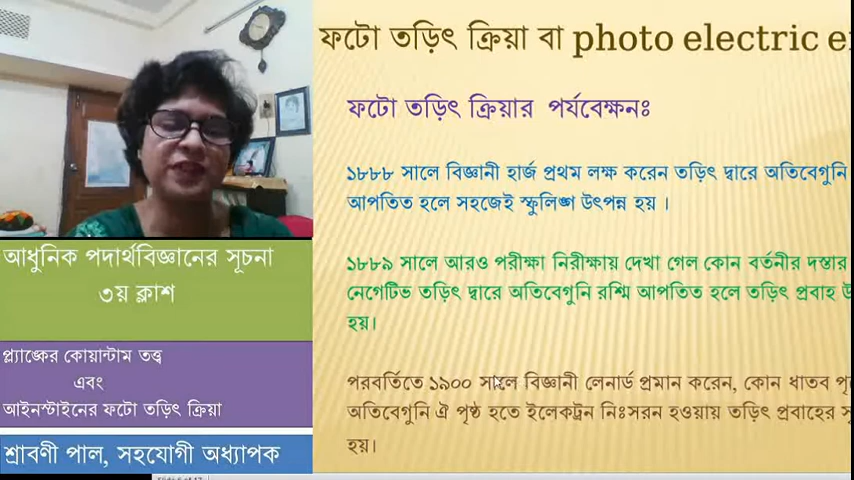 ফটো তড়িৎ ক্রিয়া বা photo electric
ফটো তড়িৎ ক্রিয়ার পর্যবেক্ষনঃ
১৮৮৮ সালে বিজ্ঞানী হার্জ প্রথম লক্ষ করেন তড়িৎ দ্বারে অতিবেগুনি
আপতিত হলে সহজেই স্ফুলিঙ্গ উৎপন্ন হয় ।
১৮৮৯ সালে আরও পরীক্ষা নিরীক্ষায় দেখা গেল কোন বর্তনীর দস্তার
নেগেটিভ তড়িৎ দ্বারে অতিবেগুনি রশ্মি আপতিত হলে তড়িৎ প্রবাহ
হয়।
পরবর্তিতে ১৯০০ সালে বিজ্ঞানী লেনার্ড প্রমান করেন, কোন ধাতব
অতিবেগুনি ঐ পৃষ্ঠ হতে ইলেকট্রন নিঃসরন হওয়ায় তড়িৎ প্রবাহের
হয়।
আধুনিক পদার্থবিজ্ঞানের সূচনা
৩য় ক্লাশ
প্ল্যাঙ্কের কোয়ান্টাম তত্ত্ব
এবং
আইনস্টাইনের ফটো তড়িৎ ক্রিয়া
শ্রাবণী পাল, সহযোগী অধ্যাপক